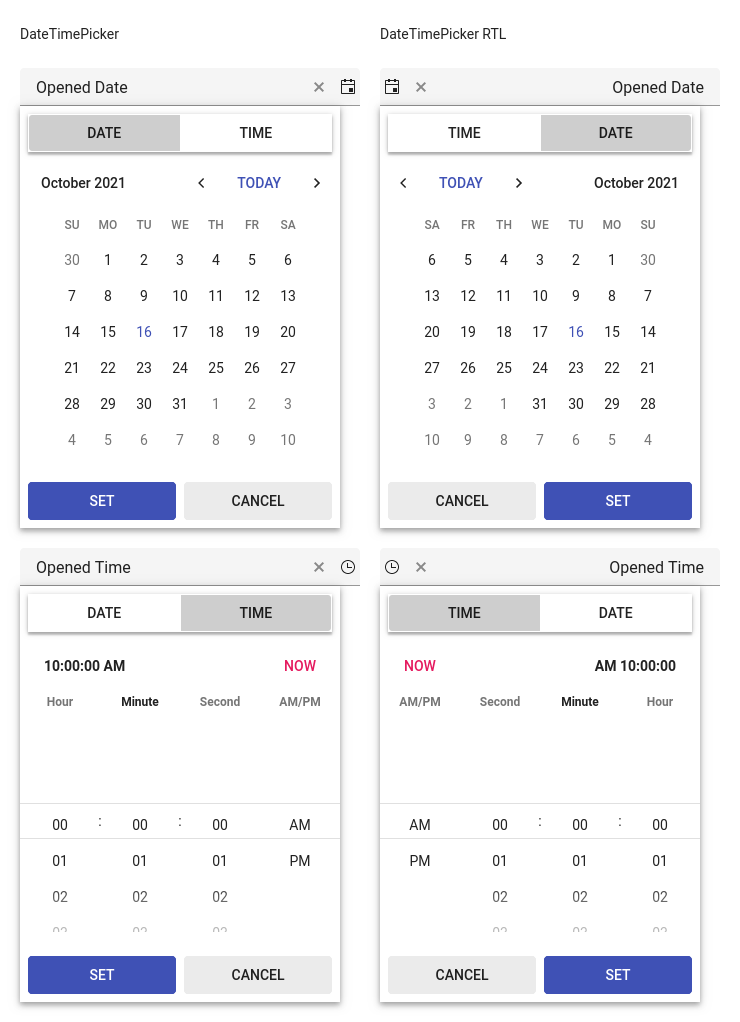 DateTimePicker
DateTimePicker RTL
Opened Date
Opened Date
DATE TIME
TIME DATE
October 2021 TODAY
TODAY October 2021
SU MO TU WE TH FR SA
SA FR TH WE TU MO SU
30 1 2 3 4 5 6
6 5 4 3 2 1 30
7 8 9 10 11 12 13
13 12 11 10 9 8 7
14 15 16 17 18 19 20
20 19 18 17 16 15 14
21 22 23 24 25 26 27
27 26 25 24 23 22 21
28 29 30 31 1 2 3
3 2 1 31 30 29 28
4 5 6 7 8 9 10
10 9 8 7 6 5 4
SET CANCEL
CANCEL SET
Opened Time
Opened Time
DATE TIME
TIME DATE
10:00:00 AM NOW
NOW AM 10:00:00
Hour Minute Second AM/PM
AM/PM Second Minute Hour
00 : 00 : 00 AM
AM 00 : 00 : 00
01 01 01 PM
PM 01 01 01
02 02 02
02 02 02
SET CANCEL
CANCEL SET